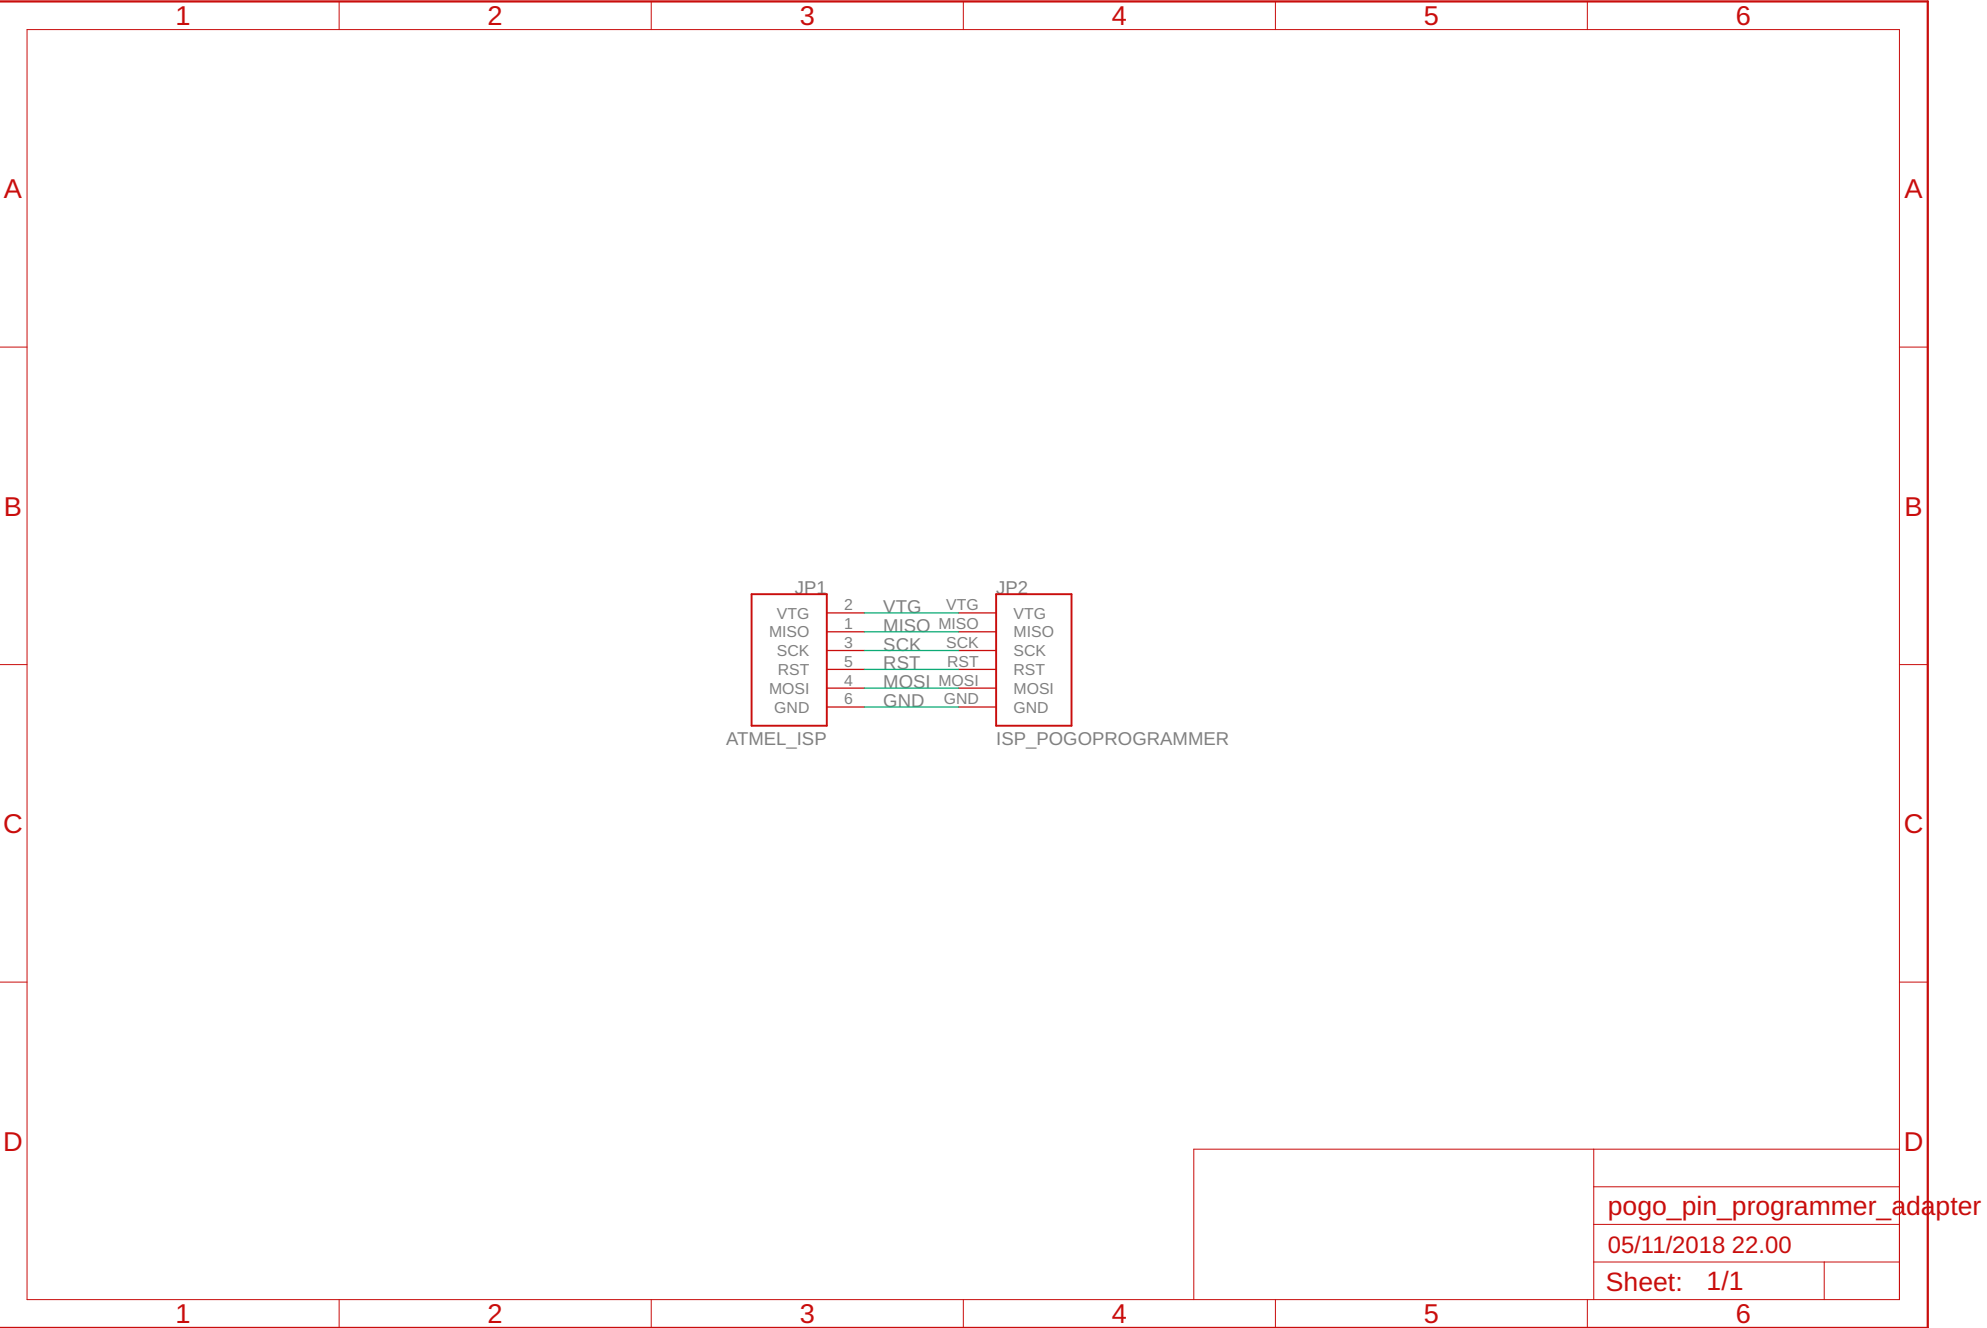 1 2 3 4 5 6
A A
B B
JP1 JP2
VTG 2 VTG VTG VTG
MISO 1 MISO MISO MISO
SCK 3 SCK SCK SCK
RST 5 RST RST RST
MOSI 4 MOSI MOSI MOSI
GND 6 GND GND GND
ATMEL_ISP ISP_POGOPROGRAMMER
C C
D D
pogo_pin_programmer_adapter
05/11/2018 22.00
Sheet: 1/1
1 2 3 4 5 6